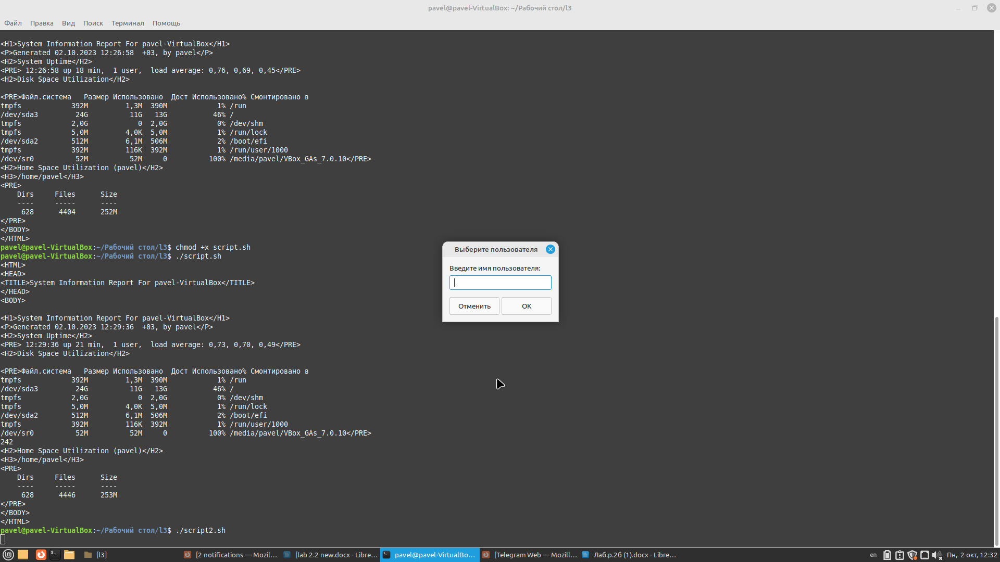 pavel@pavel-VirtualBox: ~/Рабочий стол/l3
Файл Правка Вид Поиск Терминал Помощь
<H1>System Information Report For pavel-VirtualBox</H1>
<P>Generated 02.10.2023 12:26:58  +03, by pavel</P>
<H2>System Uptime</H2>
<PRE> 12:26:58 up 18 min,  1 user,  load average: 0,76, 0,69, 0,45</PRE>
<H2>Disk Space Utilization</H2>
<PRE>Файл.система   Размер Использовано  Дост Использовано% Смонтировано в
tmpfs            392M         1,3M  390M            1% /run
/dev/sda3         24G          11G   13G           46% /
tmpfs            2,0G            0  2,0G            0% /dev/shm
tmpfs            5,0M         4,0K  5,0M            1% /run/lock
/dev/sda2        512M         6,1M  506M            2% /boot/efi
tmpfs            392M         116K  392M            1% /run/user/1000
/dev/sr0          52M          52M     0          100% /media/pavel/VBox_GAs_7.0.10</PRE>
<H2>Home Space Utilization (pavel)</H2>
<H3>/home/pavel</H3>
<PRE>
    Dirs     Files      Size
    ----     -----      ----
     628      4404      252M
</PRE>
</BODY>
</HTML>
pavel@pavel-VirtualBox:~/Рабочий стол/l3$ chmod +x script.sh
pavel@pavel-VirtualBox:~/Рабочий стол/l3$ ./script.sh
<HTML>
<HEAD>
<TITLE>System Information Report For pavel-VirtualBox</TITLE>
</HEAD>
<BODY>
<H1>System Information Report For pavel-VirtualBox</H1>
<P>Generated 02.10.2023 12:29:36  +03, by pavel</P>
<H2>System Uptime</H2>
<PRE> 12:29:36 up 21 min,  1 user,  load average: 0,73, 0,70, 0,49</PRE>
<H2>Disk Space Utilization</H2>
<PRE>Файл.система   Размер Использовано  Дост Использовано% Смонтировано в
tmpfs            392M         1,3M  390M            1% /run
/dev/sda3         24G          11G   13G           46% /
tmpfs            2,0G            0  2,0G            0% /dev/shm
tmpfs            5,0M         4,0K  5,0M            1% /run/lock
/dev/sda2        512M         6,1M  506M            2% /boot/efi
tmpfs            392M         116K  392M            1% /run/user/1000
/dev/sr0          52M          52M     0          100% /media/pavel/VBox_GAs_7.0.10</PRE>
242
<H2>Home Space Utilization (pavel)</H2>
<H3>/home/pavel</H3>
<PRE>
    Dirs     Files      Size
    ----     -----      ----
     628      4446      253M
</PRE>
</BODY>
</HTML>
pavel@pavel-VirtualBox:~/Рабочий стол/l3$ ./script2.sh
Выберите пользователя
Введите имя пользователя:
Отменить OK
[l3] [2 notifications — Mozil... [lab 2.2 new.docx - Libre... pavel@pavel-VirtualBo... [Telegram Web — Mozill... Лаб.р.2б (1).docx - Libre... en Пн, 2 окт, 12:32